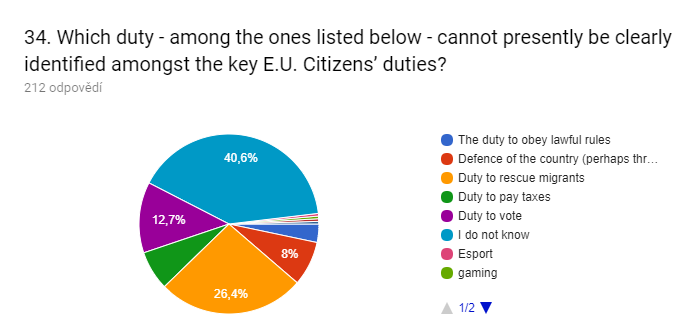 34. Which duty - among the ones listed below - cannot presently be clearly
identified amongst the key E.U. Citizens’ duties?
212 odpovědí
40,6%
12,7%
8%
26,4%
The duty to obey lawful rules
Defence of the country (perhaps thr…
Duty to rescue migrants
Duty to pay taxes
Duty to vote
I do not know
Esport
gaming
1/2